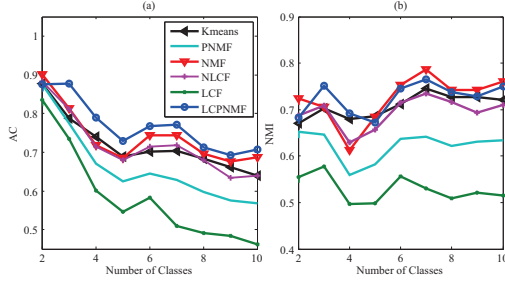 (a)
1
0.9
0.8
0.7
0.6
0.5
AC
2 4 6 8 10
Number of Classes
Kmeans
PNMF
NMF
NLCF
LCF
LCPNMF
(b)
0.9
0.8
0.7
0.6
0.5
0.4
NMI
2 4 6 8 10
Number of Classes